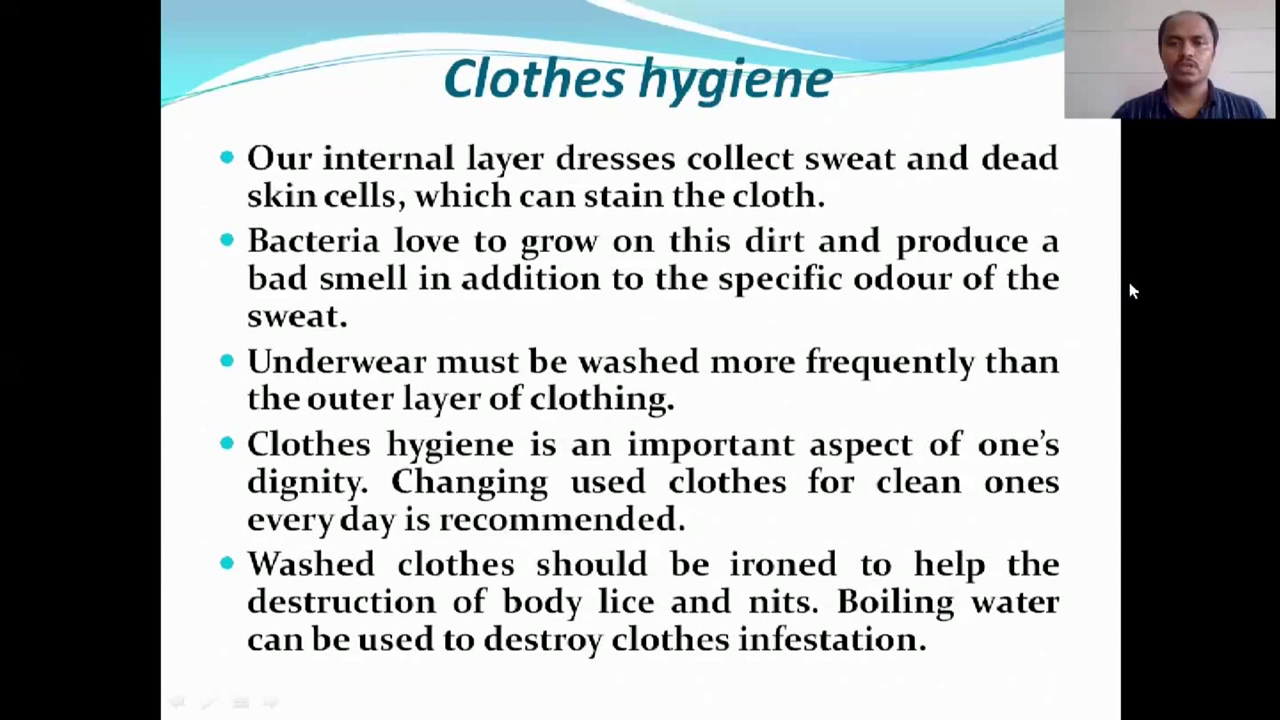 Clothes hygiene
Our internal layer dresses collect sweat and dead
skin cells, which can stain the cloth.
Bacteria love to grow on this dirt and produce a
bad smell in addition to the specific odour of the
sweat.
Underwear must be washed more frequently than
the outer layer of clothing.
Clothes hygiene is an important aspect of one’s
dignity. Changing used clothes for clean ones
every day is recommended.
Washed clothes should be ironed to help the
destruction of body lice and nits. Boiling water
can be used to destroy clothes infestation.